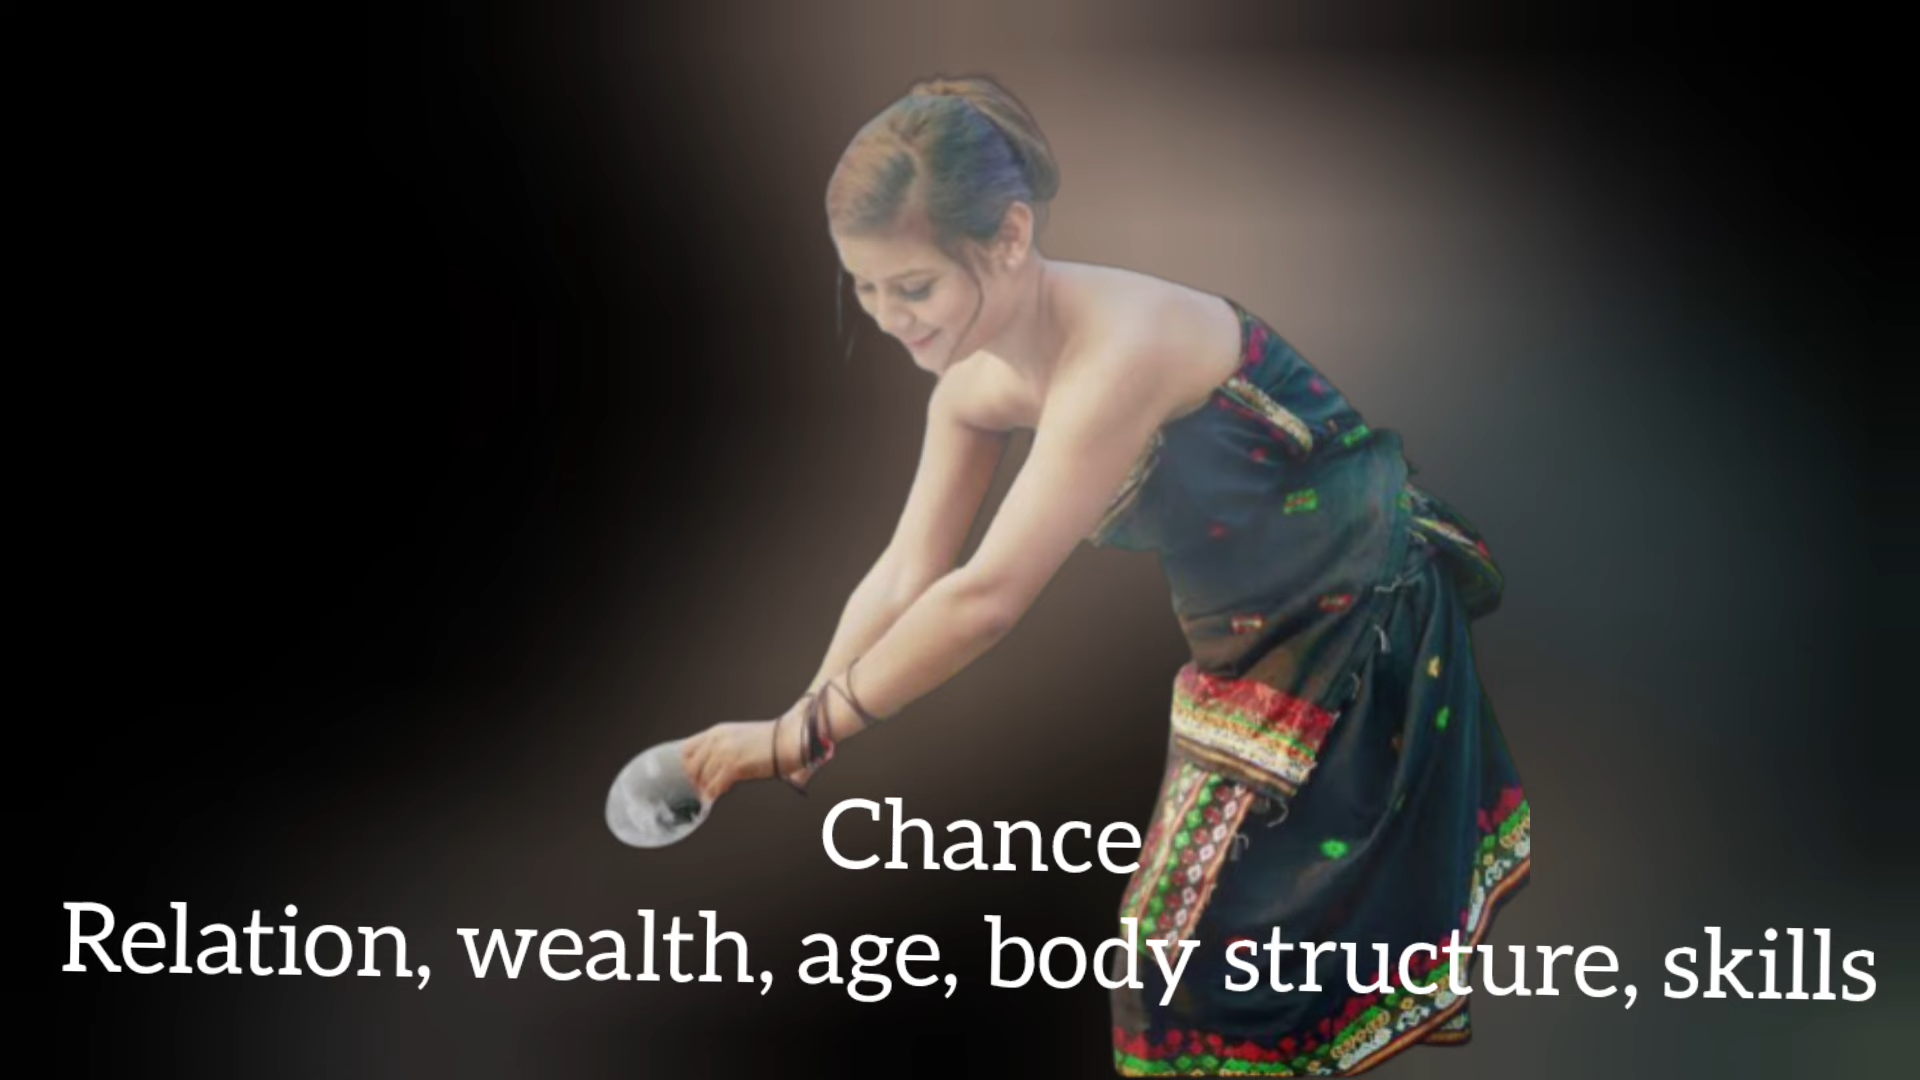 Chance
Relation, wealth, age, body structure, skills